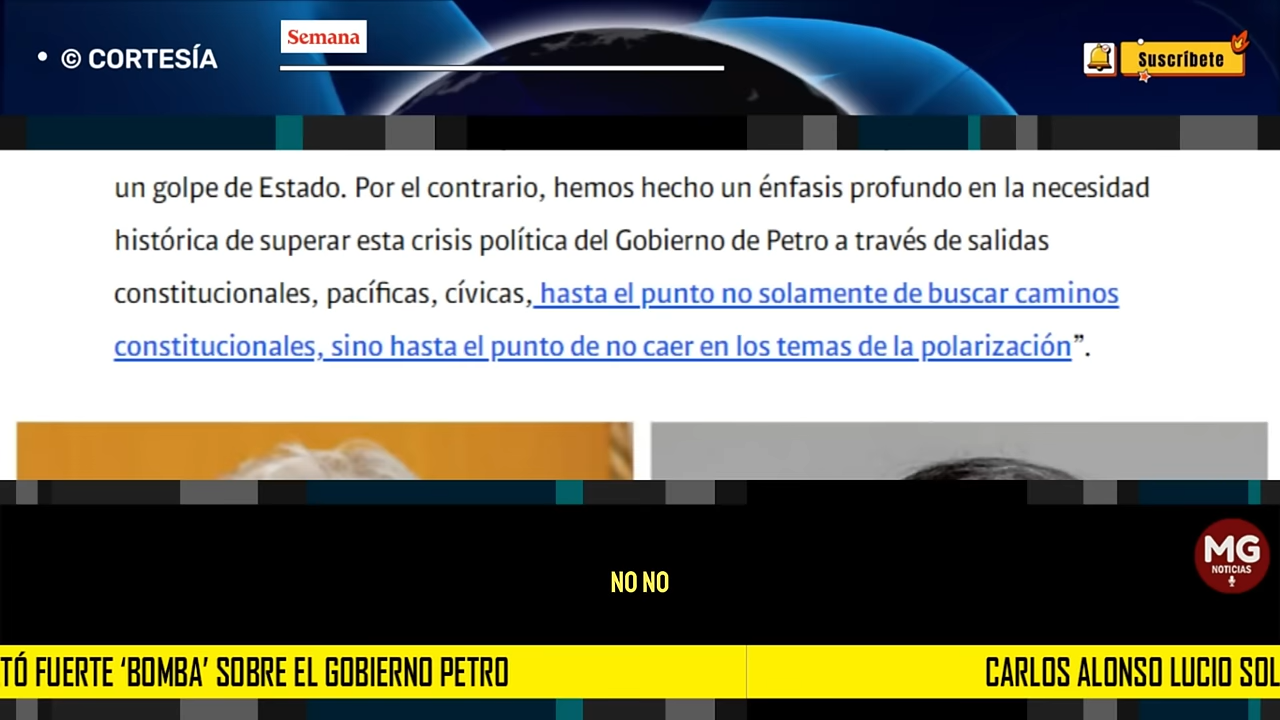 • © CORTESÍA
Semana
Suscríbete
un golpe de Estado. Por el contrario, hemos hecho un énfasis profundo en la necesidad
histórica de superar esta crisis política del Gobierno de Petro a través de salidas
constitucionales, pacíficas, cívicas, hasta el punto no solamente de buscar caminos
constitucionales, sino hasta el punto de no caer en los temas de la polarización”.
MG
NOTICIAS
NO NO
TÓ FUERTE ‘BOMBA’ SOBRE EL GOBIERNO PETRO
CARLOS ALONSO LUCIO SOL